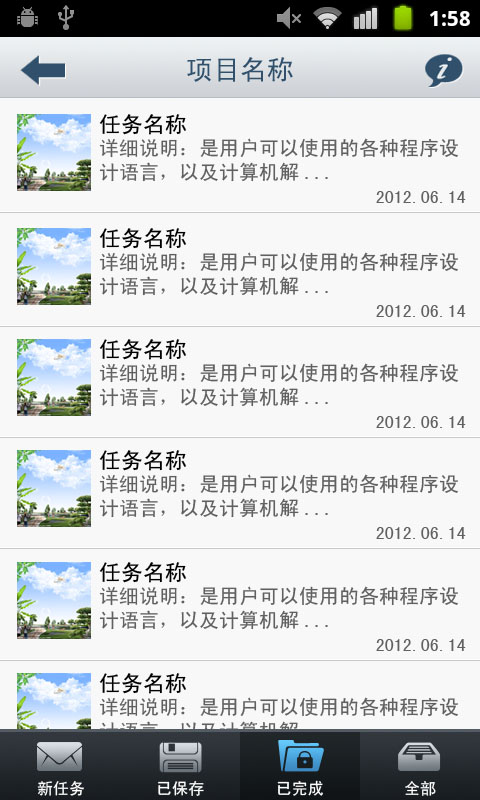 1:58
项目名称
任务名称
详细说明：是用户可以使用的各种程序设
计语言，以及计算机解...
2012.06.14
任务名称
详细说明：是用户可以使用的各种程序设
计语言，以及计算机解...
2012.06.14
任务名称
详细说明：是用户可以使用的各种程序设
计语言，以及计算机解...
2012.06.14
任务名称
详细说明：是用户可以使用的各种程序设
计语言，以及计算机解...
2012.06.14
任务名称
详细说明：是用户可以使用的各种程序设
计语言，以及计算机解...
2012.06.14
任务名称
详细说明：是用户可以使用的各种程序设
计语言，以及计算机解...
新任务
已保存
已完成
全部